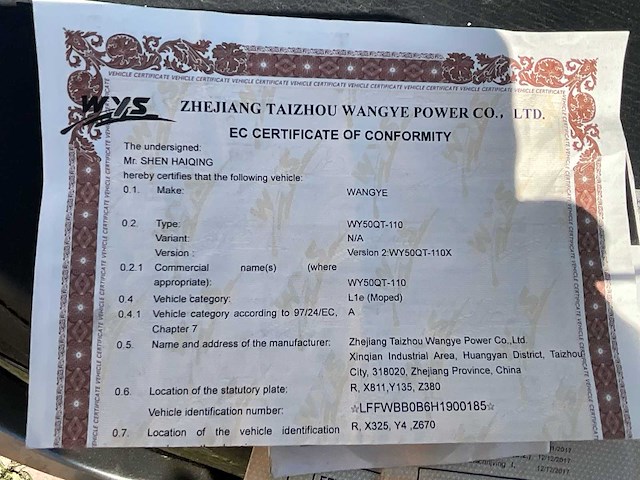 VEHICLE CERTIFICATE VEHICLE CERTIFICATE VEHICLE CERTIFICATE VEHICLE CERTIFICATE VEHICLE CERTIFICATE
WYS ZHEJIANG TAIZHOU WANGYE POWER CO., LTD.
EC CERTIFICATE OF CONFORMITY
The undersigned:
Mr. SHEN HAIQING
hereby certifies that the following vehicle:
0.1. Make: WANGYE
0.2. Type: WY50QT-110
Variant: N/A
Version : Version 2:WY50QT-110X
0.2.1 Commercial name(s) (where
appropriate): WY50QT-110
0.4 Vehicle category: L1e (Moped)
0.4.1 Vehicle category according to 97/24/EC, A
Chapter 7
0.5. Name and address of the manufacturer: Zhejiang Taizhou Wangye Power Co.,Ltd.
Xinqian Industrial Area, Huangyan District, Taizhou
City, 318020, Zhejiang Province, China
0.6. Location of the statutory plate: R, X811,Y135, Z380
Vehicle identification number: ☆LFFWBB0B6H1900185☆
0.7. Location of the vehicle identification R, X325, Y4 ,Z670
12/12/2017
12/12/2017